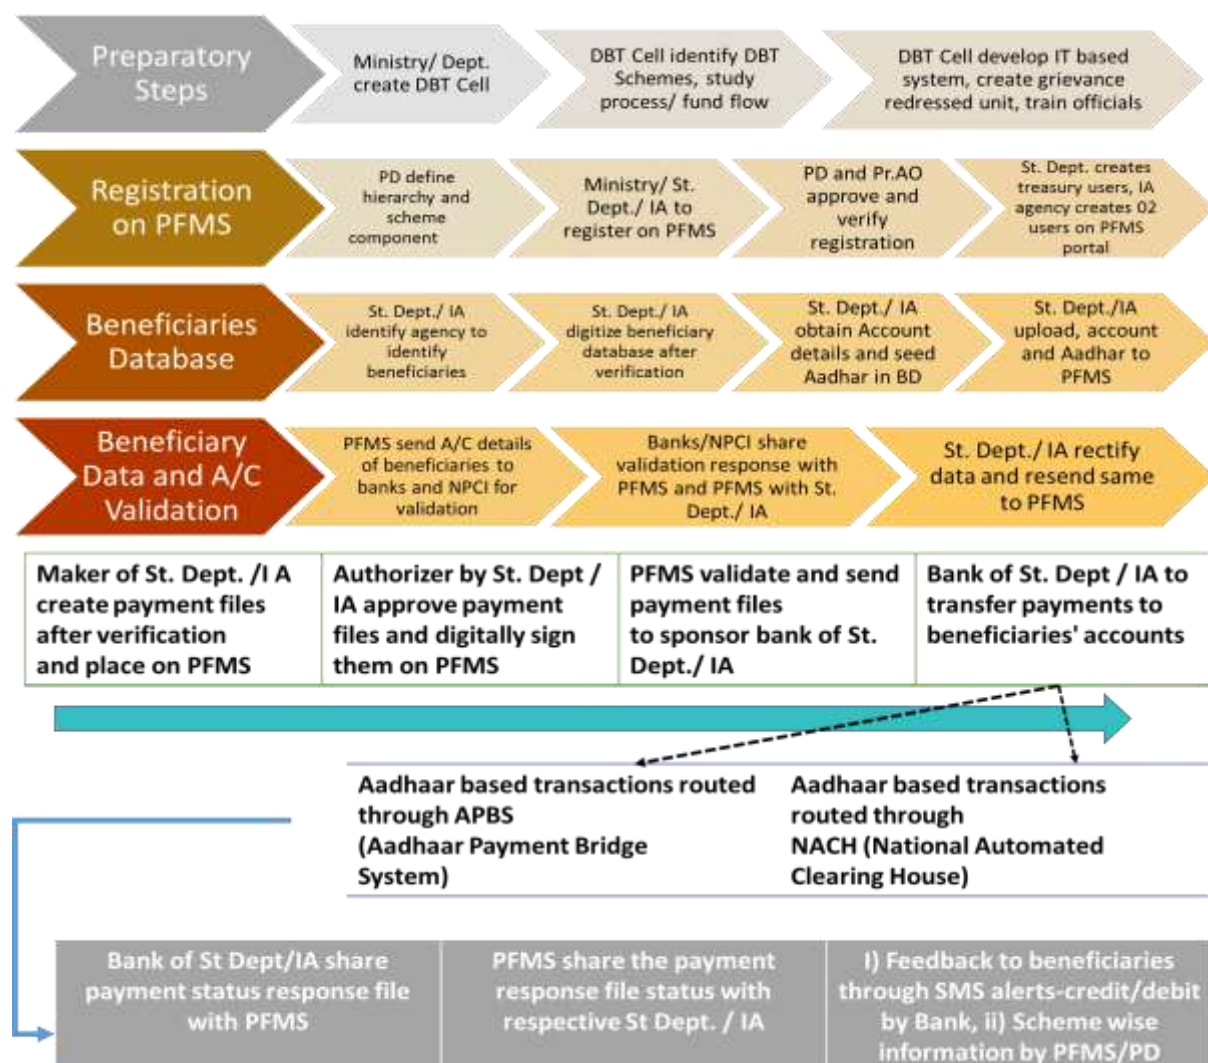 Preparatory
Steps
Ministry/ Dept.
create DBT Cell
DBT Cell identify DBT
Schemes, study
process/ fund flow
DBT Cell develop IT based
system, create grievance
redressed unit, train officials
Registration
on PFMS
PD define
hierarchy and
scheme
component
Ministry/ St.
Dept./ IA to
register on PFMS
PD and Pr.AO
approve and
verify
registration
St. Dept. creates
treasury users, IA
agency creates 02
users on PFMS
portal
Beneficiaries
Database
St. Dept./ IA
identify agency to
identify
beneficiaries
St. Dept./ IA
digitize beneficiary
database after
verification
St. Dept./ IA
obtain Account
details and seed
Aadhar in BD
St. Dept./IA
upload, account
and Aadhar to
PFMS
Beneficiary
Data and A/C
Validation
PFMS send A/C details
of beneficiaries to
banks and NPCI for
validation
Banks/NPCI share
validation response with
PFMS and PFMS with St.
Dept./ IA
St. Dept./ IA rectify
data and resend same
to PFMS
Maker of St. Dept. /I A
create payment files
after verification
and place on PFMS
Authorizer by St. Dept /
IA approve payment
files and digitally sign
them on PFMS
PFMS validate and send
payment files
to sponsor bank of St.
Dept./ IA
Bank of St. Dept / IA to
transfer payments to
beneficiaries' accounts
Aadhaar based transactions routed
through APBS
(Aadhaar Payment Bridge
System)
Aadhaar based transactions
routed through
NACH (National Automated
Clearing House)
Bank of St Dept/IA share
payment status response file
with PFMS
PFMS share the payment
response file status with
respective St Dept. / IA
I) Feedback to beneficiaries
through SMS alerts-credit/debit
by Bank, ii) Scheme wise
information by PFMS/PD